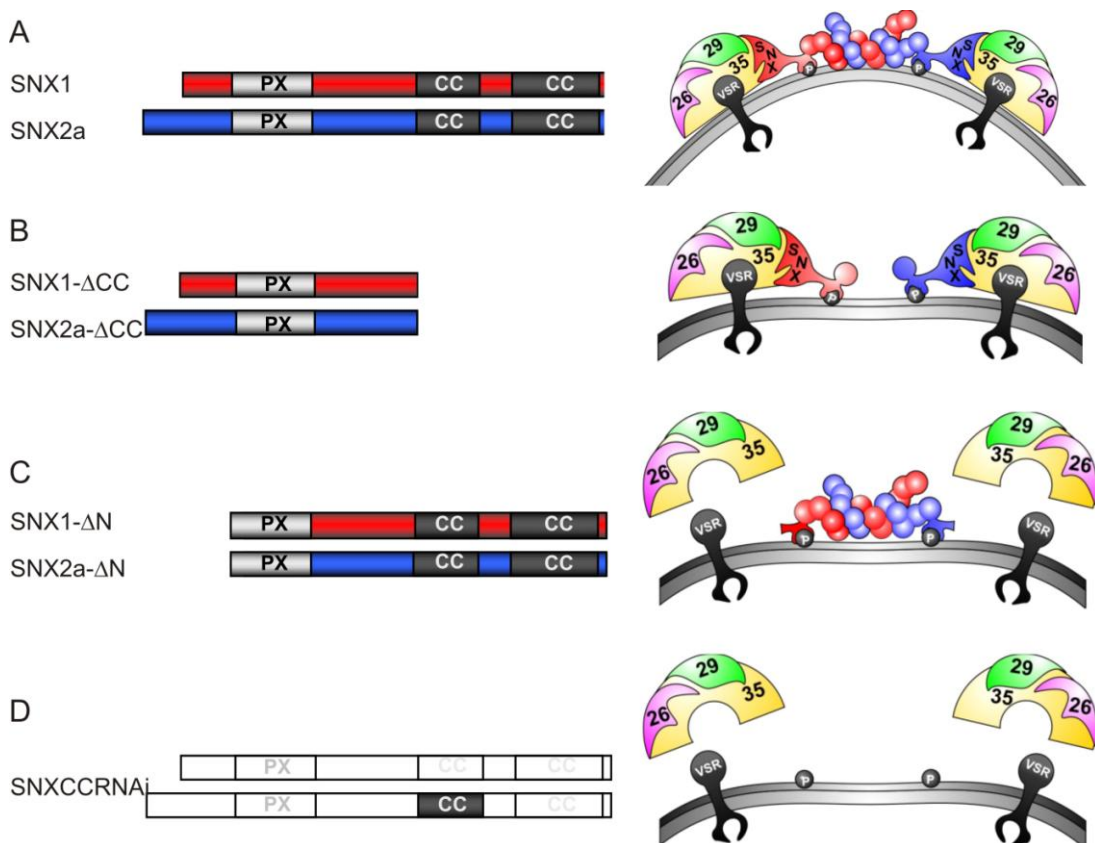 A
SNX1
PX
CC
CC
SNX2a
PX
CC
CC
29
26
35
SNX
VSR
P
P
SNX
35
29
26
VSR
B
SNX1-ΔCC
PX
SNX2a-ΔCC
PX
29
26
35
SNX
VSR
P
P
SNX
35
29
26
VSR
C
SNX1-ΔN
PX
CC
CC
SNX2a-ΔN
PX
CC
CC
29
26
35
VSR
P
P
29
35
26
VSR
D
SNXCCRNAi
PX
CC
CC
PX
CC
CC
29
26
35
VSR
P
P
29
35
26
VSR